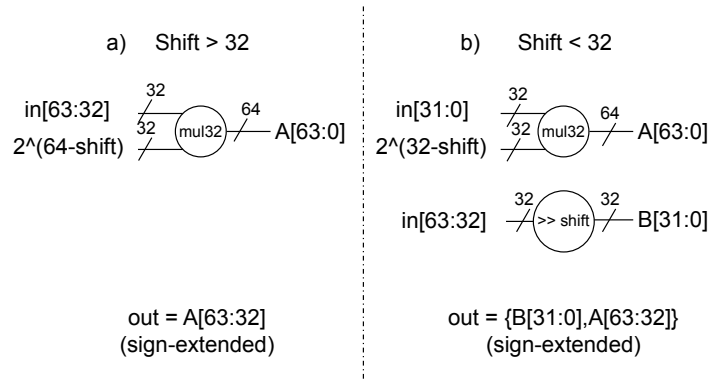 a) Shift > 32
32
in[63:32]
32
2^(64-shift)
mul32
64
A[63:0]
out = A[63:32]
(sign-extended)
b) Shift < 32
32
in[31:0]
32
2^(32-shift)
mul32
64
A[63:0]
32
in[63:32]
>> shift
32
B[31:0]
out = {B[31:0],A[63:32]}
(sign-extended)